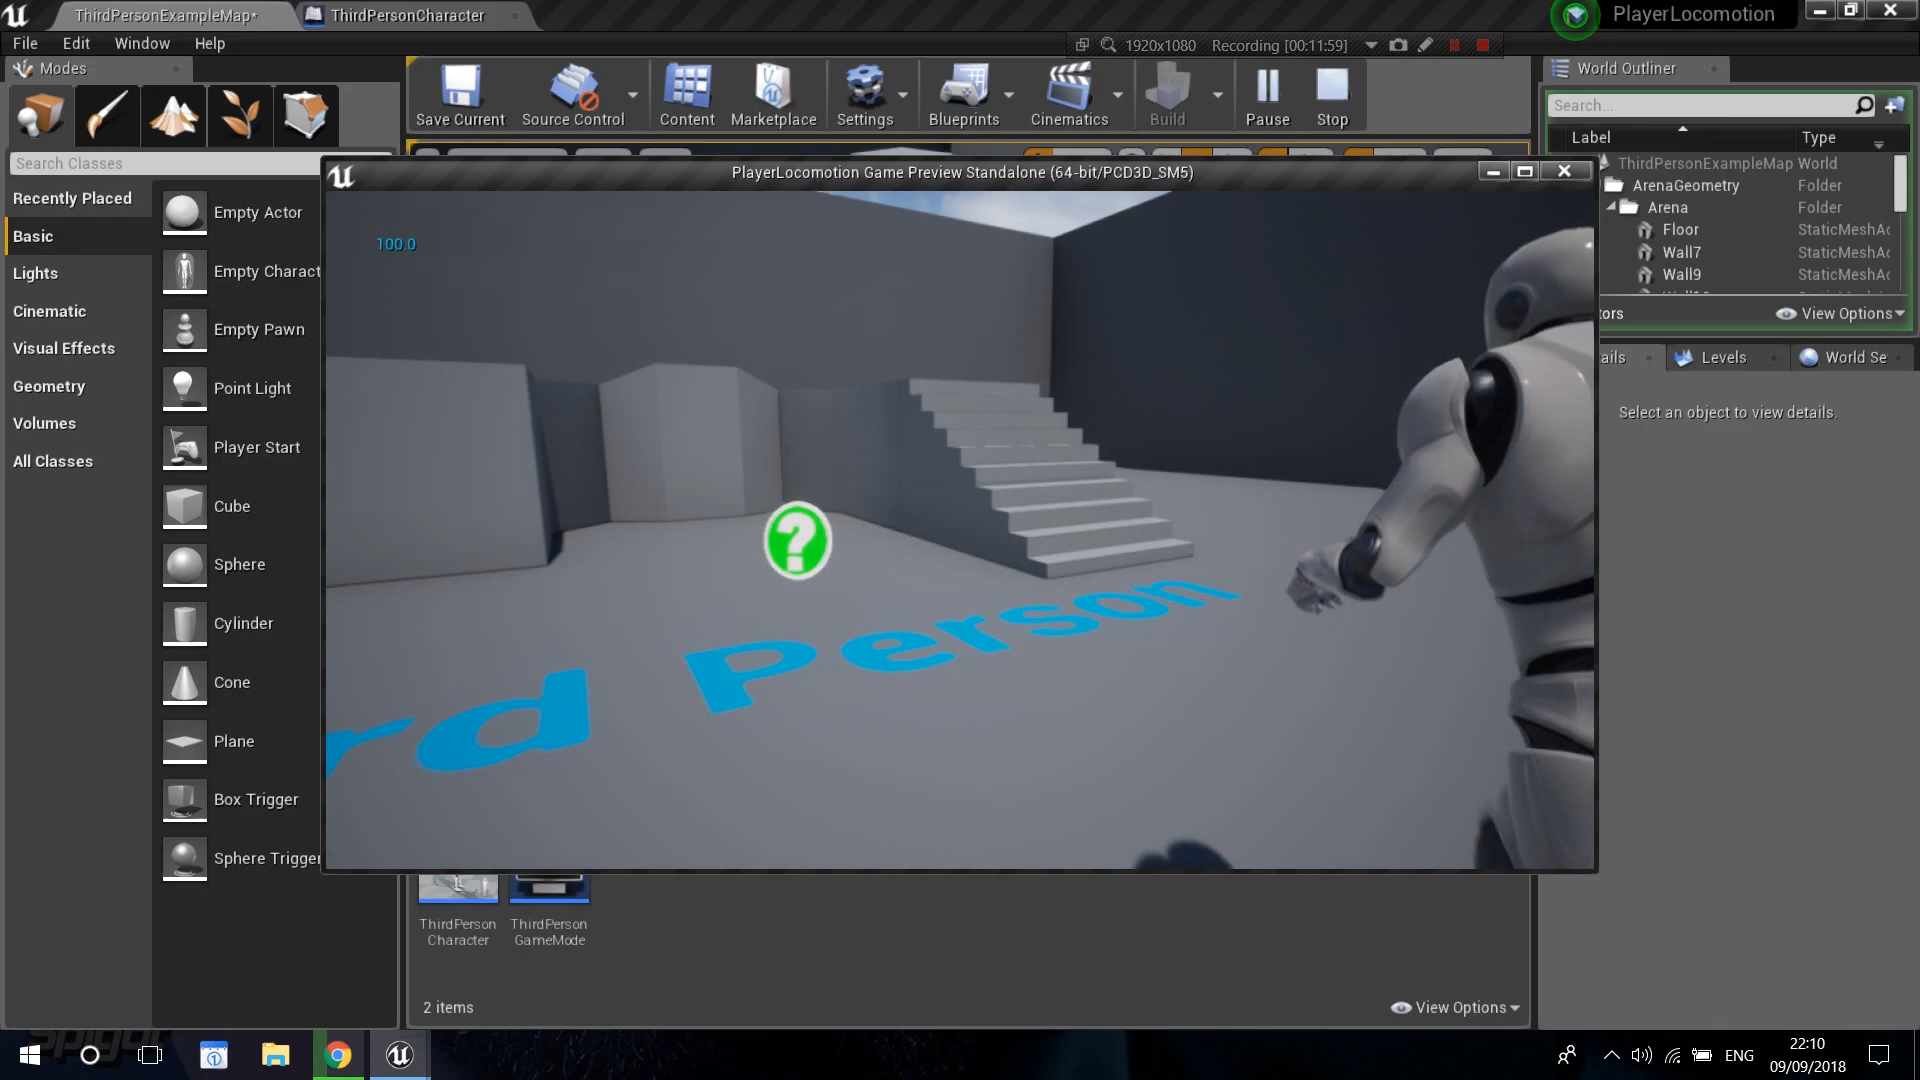 ThirdPersonExampleMap*
ThirdPersonCharacter
PlayerLocomotion
File Edit Window Help
1920x1080 Recording [00:11:59]
Modes
World Outliner
Save Current
Source Control
Content
Marketplace
Settings
Blueprints
Cinematics
Build
Pause
Stop
Search...
Label
Type
Search Classes
PlayerLocomotion Game Preview Standalone (64-bit/PCD3D_SM5)
ThirdPersonExampleMap World
ArenaGeometry Folder
Arena Folder
Floor StaticMeshAc
Wall7 StaticMeshAc
Wall9 StaticMeshAc
tors
View Options
Recently Placed
Basic
Lights
Cinematic
Visual Effects
Geometry
Volumes
All Classes
Empty Actor
Empty Charact
Empty Pawn
Point Light
Player Start
Cube
Sphere
Cylinder
Cone
Plane
Box Trigger
Sphere Trigger
100.0
?
rd Person
ails
Levels
World Se
Select an object to view details.
ThirdPerson
Character
ThirdPerson
GameMode
2 items
View Options
ENG
22:10
09/09/2018